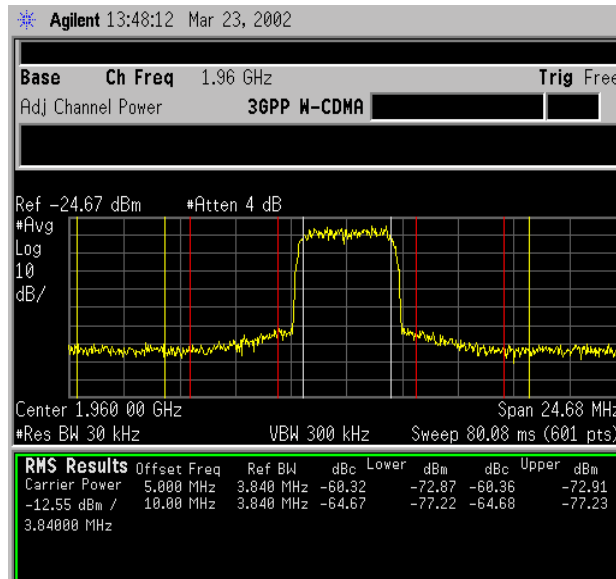 Agilent 13:48:12 Mar 23, 2002
Base Ch Freq 1.96 GHz Trig Free
Adj Channel Power 3GPP W-CDMA
Ref -24.67 dBm #Atten 4 dB
#Avg
Log
10
dB/
Center 1.960 00 GHz Span 24.68 MHz
#Res BW 30 kHz VBW 300 kHz Sweep 80.08 ms (601 pts)
RMS Results Offset Freq Ref BW dBc Lower dBm dBc Upper dBm
Carrier Power 5.000 MHz 3.840 MHz -60.32 -72.87 -60.36 -72.91
-12.55 dBm / 10.00 MHz 3.840 MHz -64.67 -77.22 -64.68 -77.23
3.84000 MHz